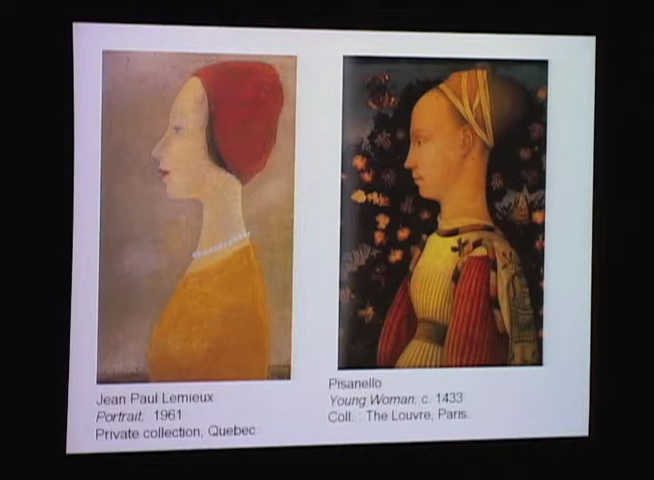 Jean Paul Lemieux
Portrait, 1961
Private collection, Quebec
Pisanello
Young Woman, c. 1433
Coll. : The Louvre, Paris.